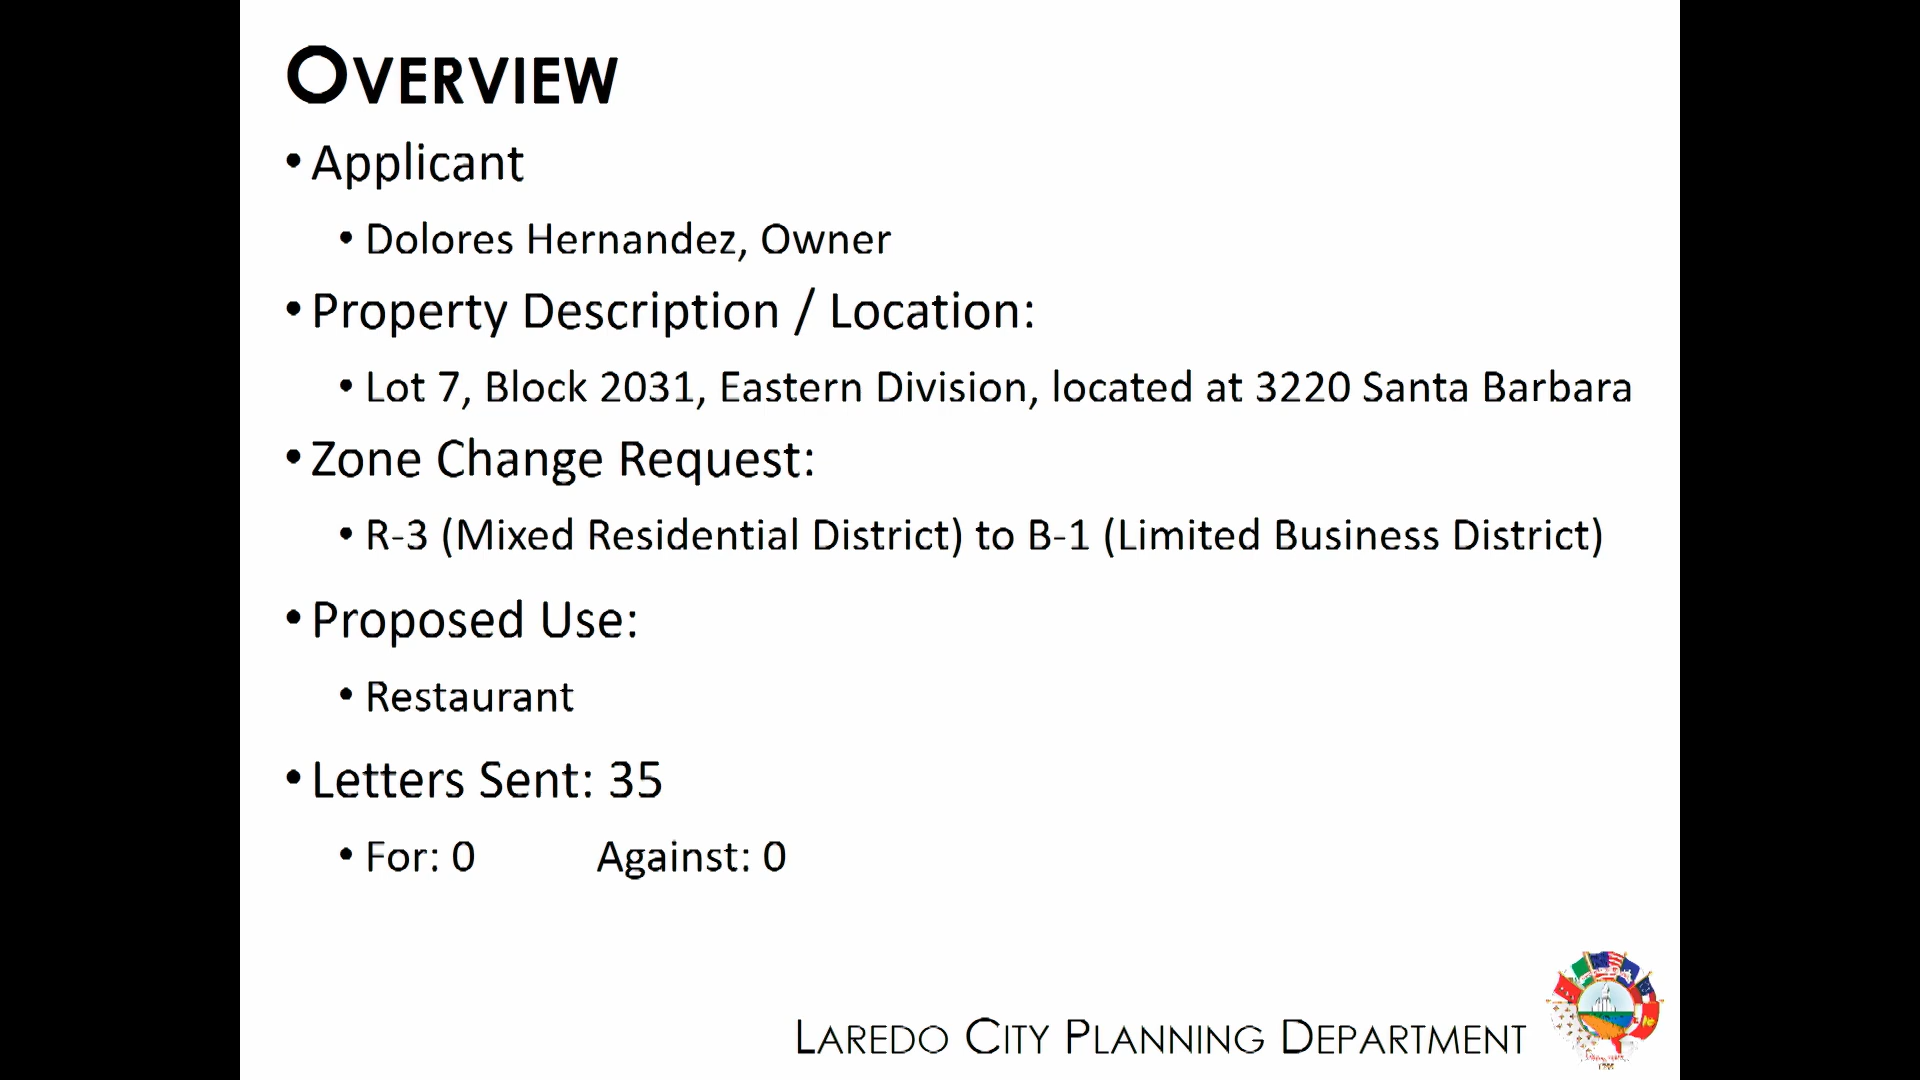 OVERVIEW
• Applicant
• Dolores Hernandez, Owner
• Property Description / Location:
• Lot 7, Block 2031, Eastern Division, located at 3220 Santa Barbara
• Zone Change Request:
• R-3 (Mixed Residential District) to B-1 (Limited Business District)
• Proposed Use:
• Restaurant
• Letters Sent: 35
• For: 0 Against: 0
LAREDO CITY PLANNING DEPARTMENT